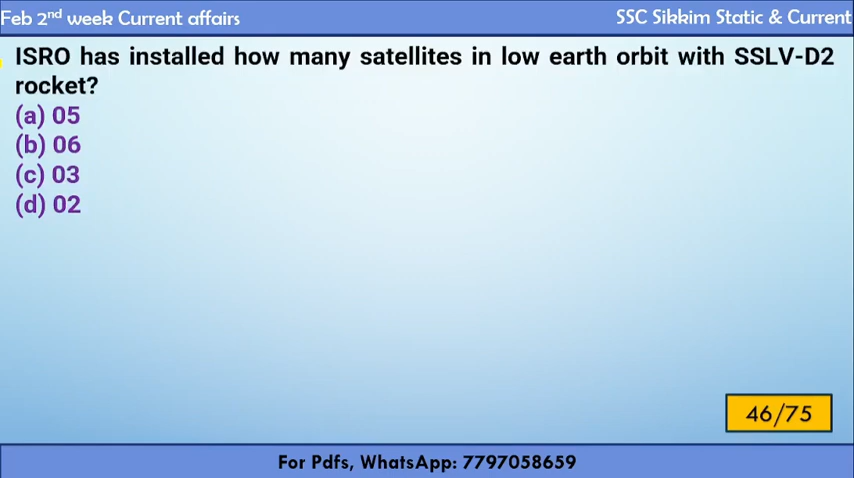 Feb 2nd week Current affairs
SSC Sikkim Static & Current
ISRO has installed how many satellites in low earth orbit with SSLV-D2
rocket?
(a) 05
(b) 06
(c) 03
(d) 02
46/75
For Pdfs, WhatsApp: 7797058659